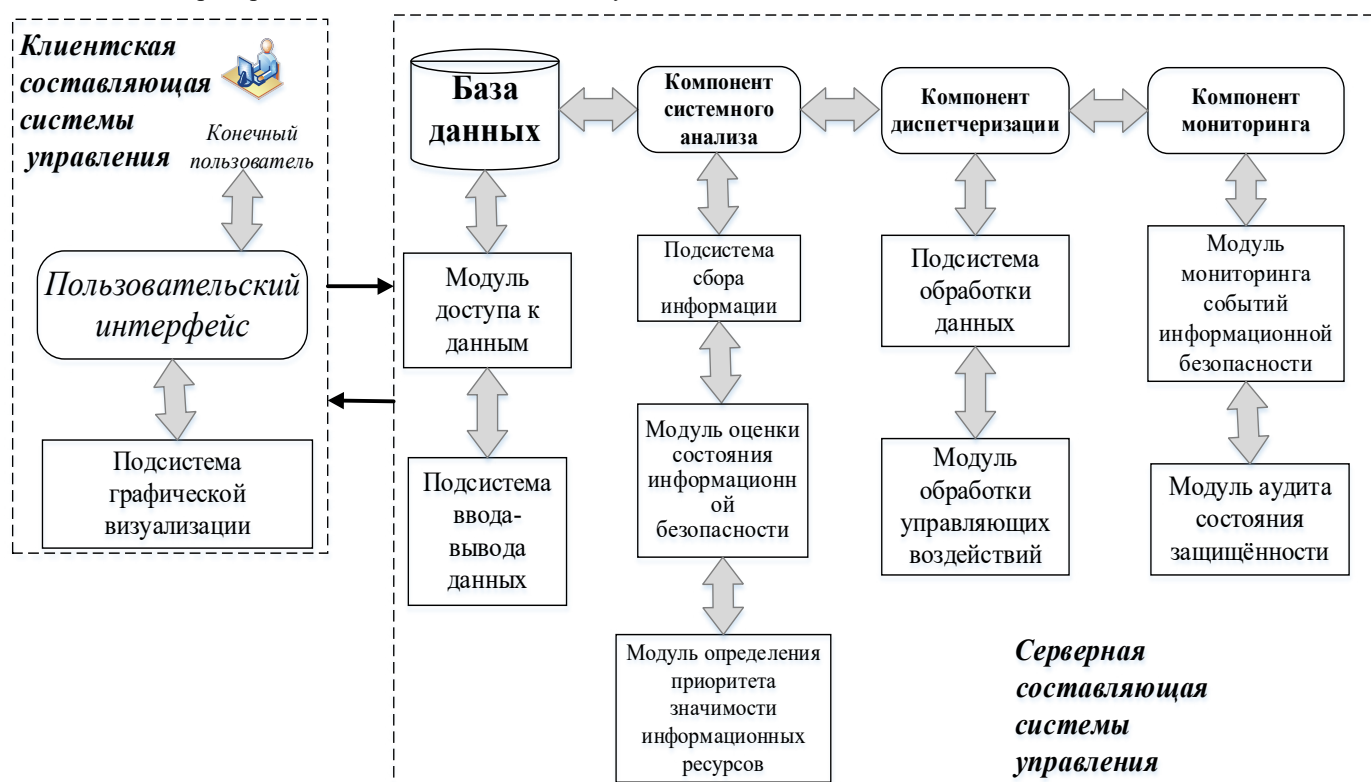 Клиентская
составляющая
системы
управления
Конечный
пользователь
Пользовательский
интерфейс
Подсистема
графической
визуализации
База
данных
Модуль
доступа к
данным
Подсистема
ввода-
вывода
данных
Компонент
системного
анализа
Подсистема
сбора
информации
Модуль оценки
состояния
информационн
ой
безопасности
Модуль определения
приоритета
значимости
информационных
ресурсов
Компонент
диспетчеризации
Подсистема
обработки
данных
Модуль
обработки
управляющих
воздействий
Компонент
мониторинга
Модуль
мониторинга
событий
информационной
безопасности
Модуль аудита
состояния
защищённости
Серверная
составляющая
системы
управления